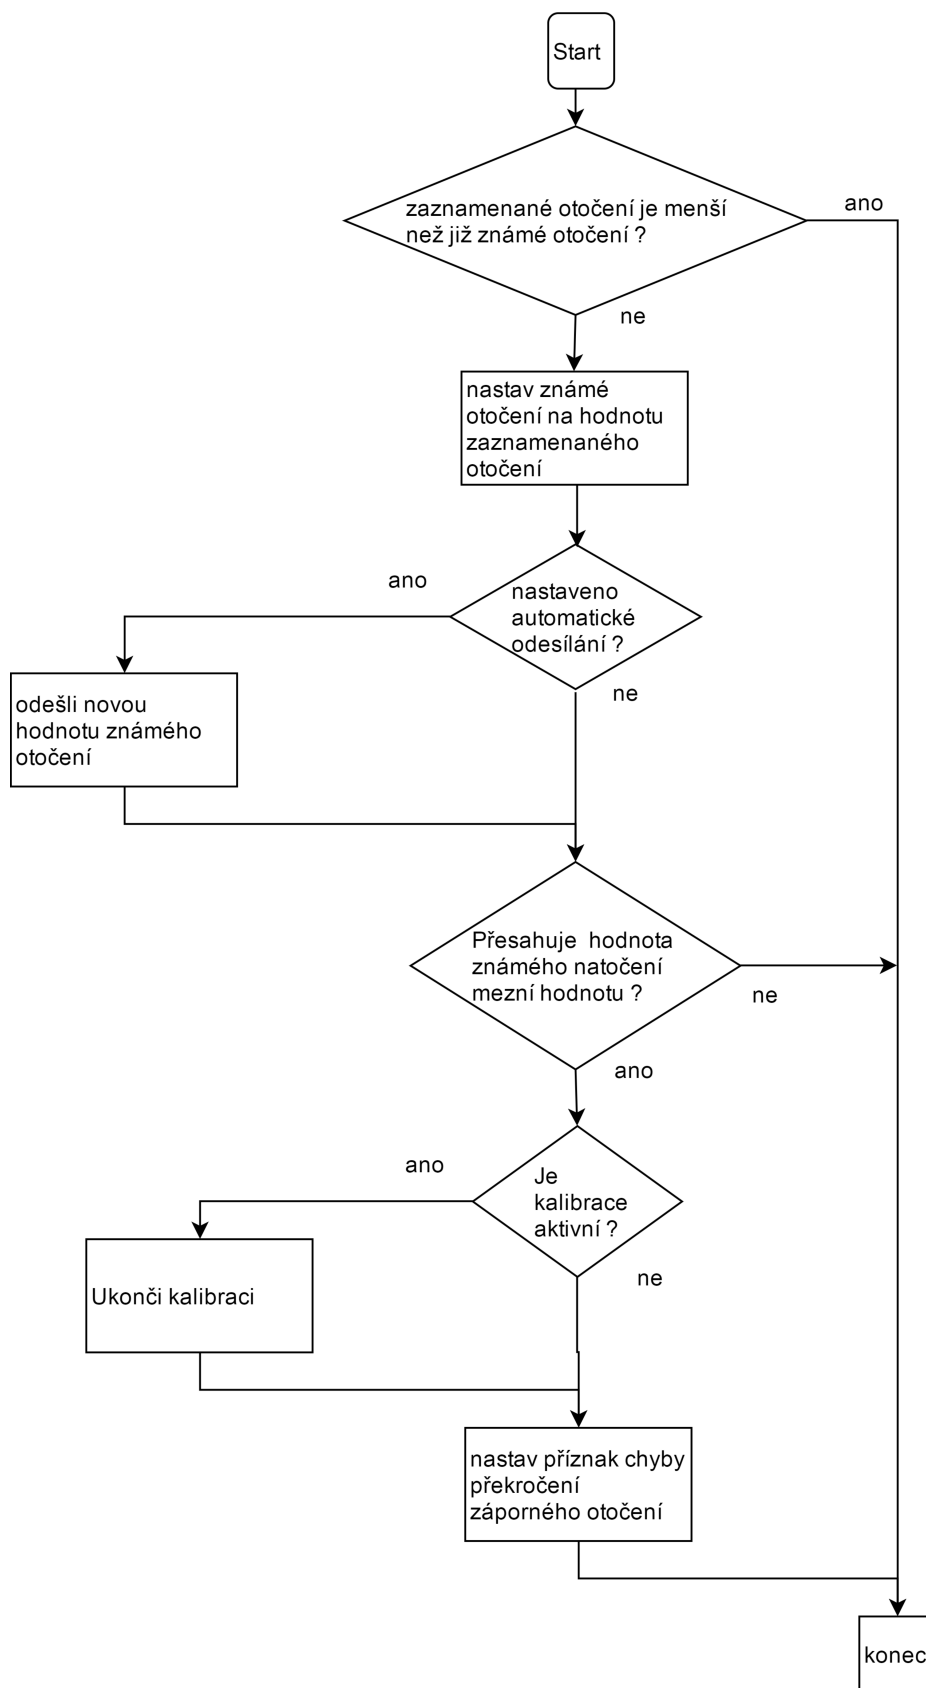 Start
zaznamenané otočení je menší
než již známé otočení ?
ano
ne
nastav známé
otočení na hodnotu
zaznamenaného
otočení
ano
nastaveno
automatické
odesílání ?
ne
odešli novou
hodnotu známého
otočení
Přesahuje  hodnota
známého natočení
mezní hodnotu ?
ne
ano
ano
Je
kalibrace
aktivní ?
ne
Ukonči kalibraci
nastav příznak chyby
překročení
záporného otočení
konec